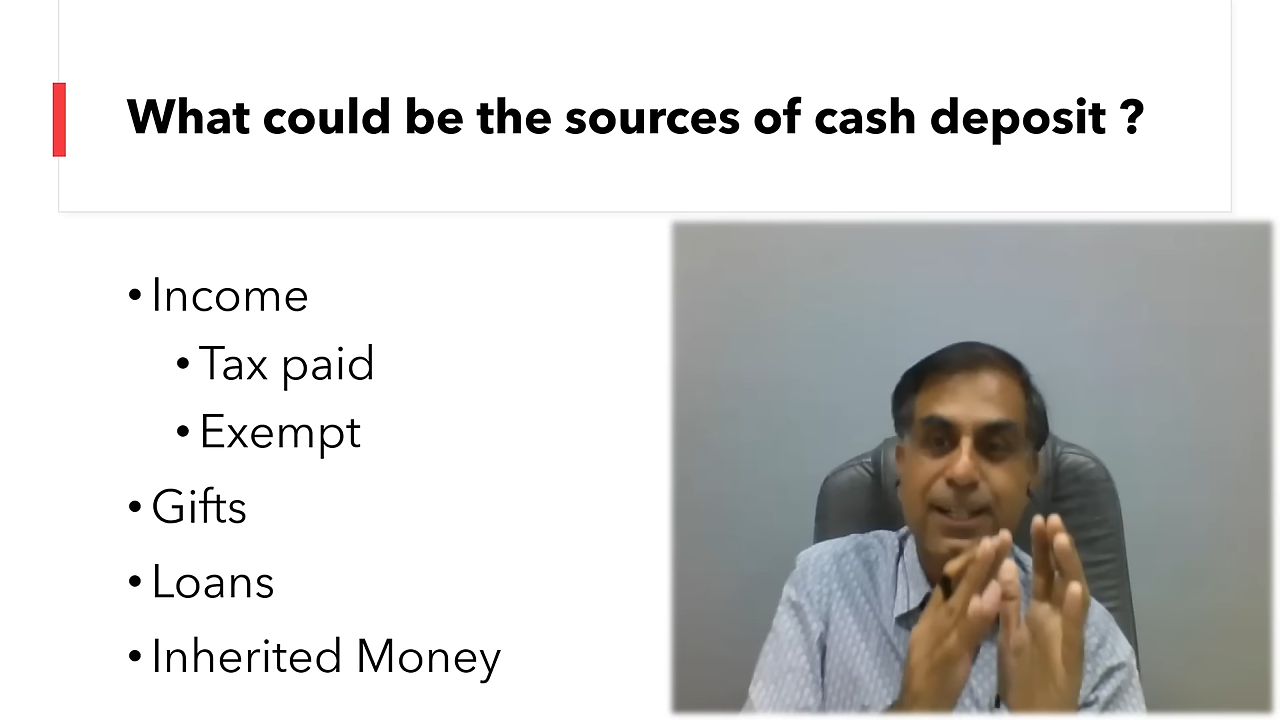 What could be the sources of cash deposit ?
• Income
• Tax paid
• Exempt
• Gifts
• Loans
• Inherited Money